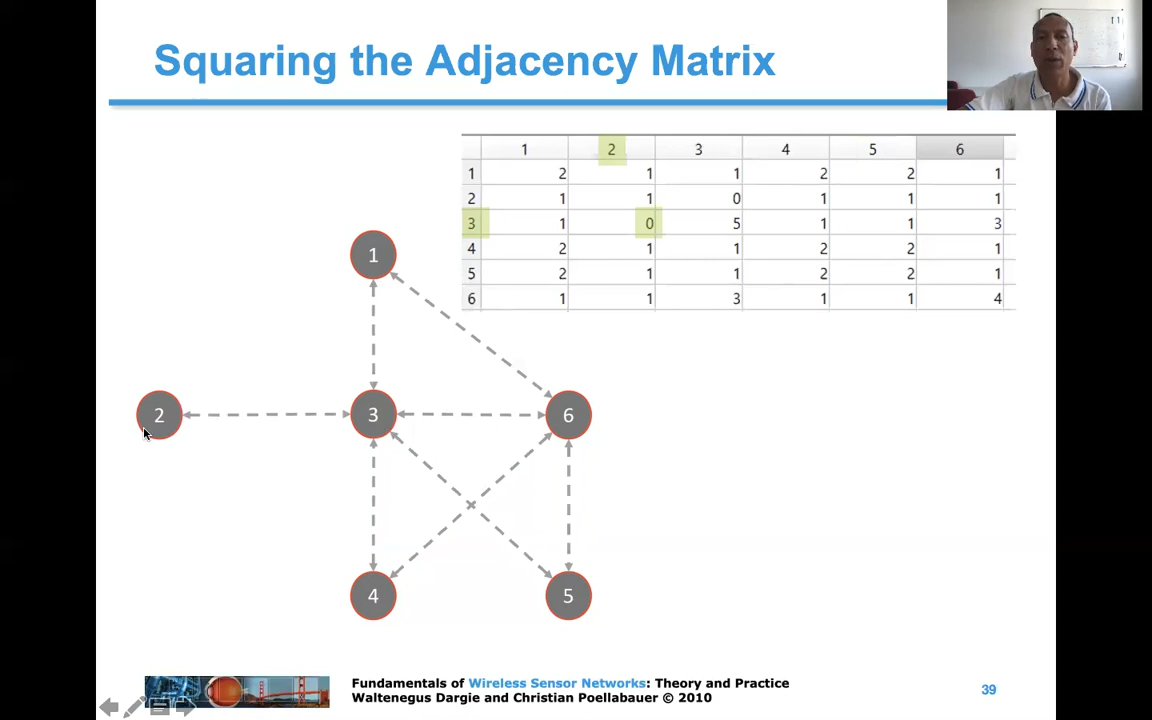 Squaring the Adjacency Matrix
1 2 3 4 5 6
1 2 1 1 2 2 1
2 1 1 0 1 1 1
3 1 0 5 1 1 3
4 2 1 1 2 2 1
5 2 1 1 2 2 1
6 1 1 3 1 1 4
1
2 3 6
4 5
Fundamentals of Wireless Sensor Networks: Theory and Practice
Waltenegus Dargie and Christian Poellabauer © 2010
39